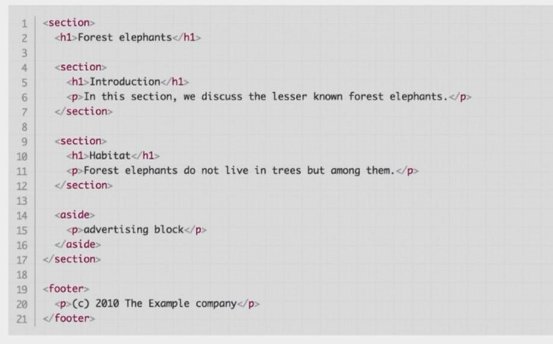 1 <section>
2   <h1>Forest elephants</h1>
3
4   <section>
5     <h1>Introduction</h1>
6     <p>In this section, we discuss the lesser known forest elephants.</p>
7   </section>
8
9   <section>
10     <h1>Habitat</h1>
11     <p>Forest elephants do not live in trees but among them.</p>
12   </section>
13
14   <aside>
15     <p>advertising block</p>
16   </aside>
17 </section>
18
19 <footer>
20   <p>(c) 2010 The Example company</p>
21 </footer>